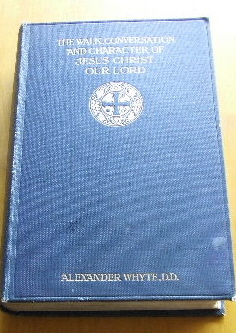 THE WALK, CONVERSATION
AND CHARACTER OF
JESUS CHRIST
OUR LORD
ALEXANDER WHYTE, D.D.